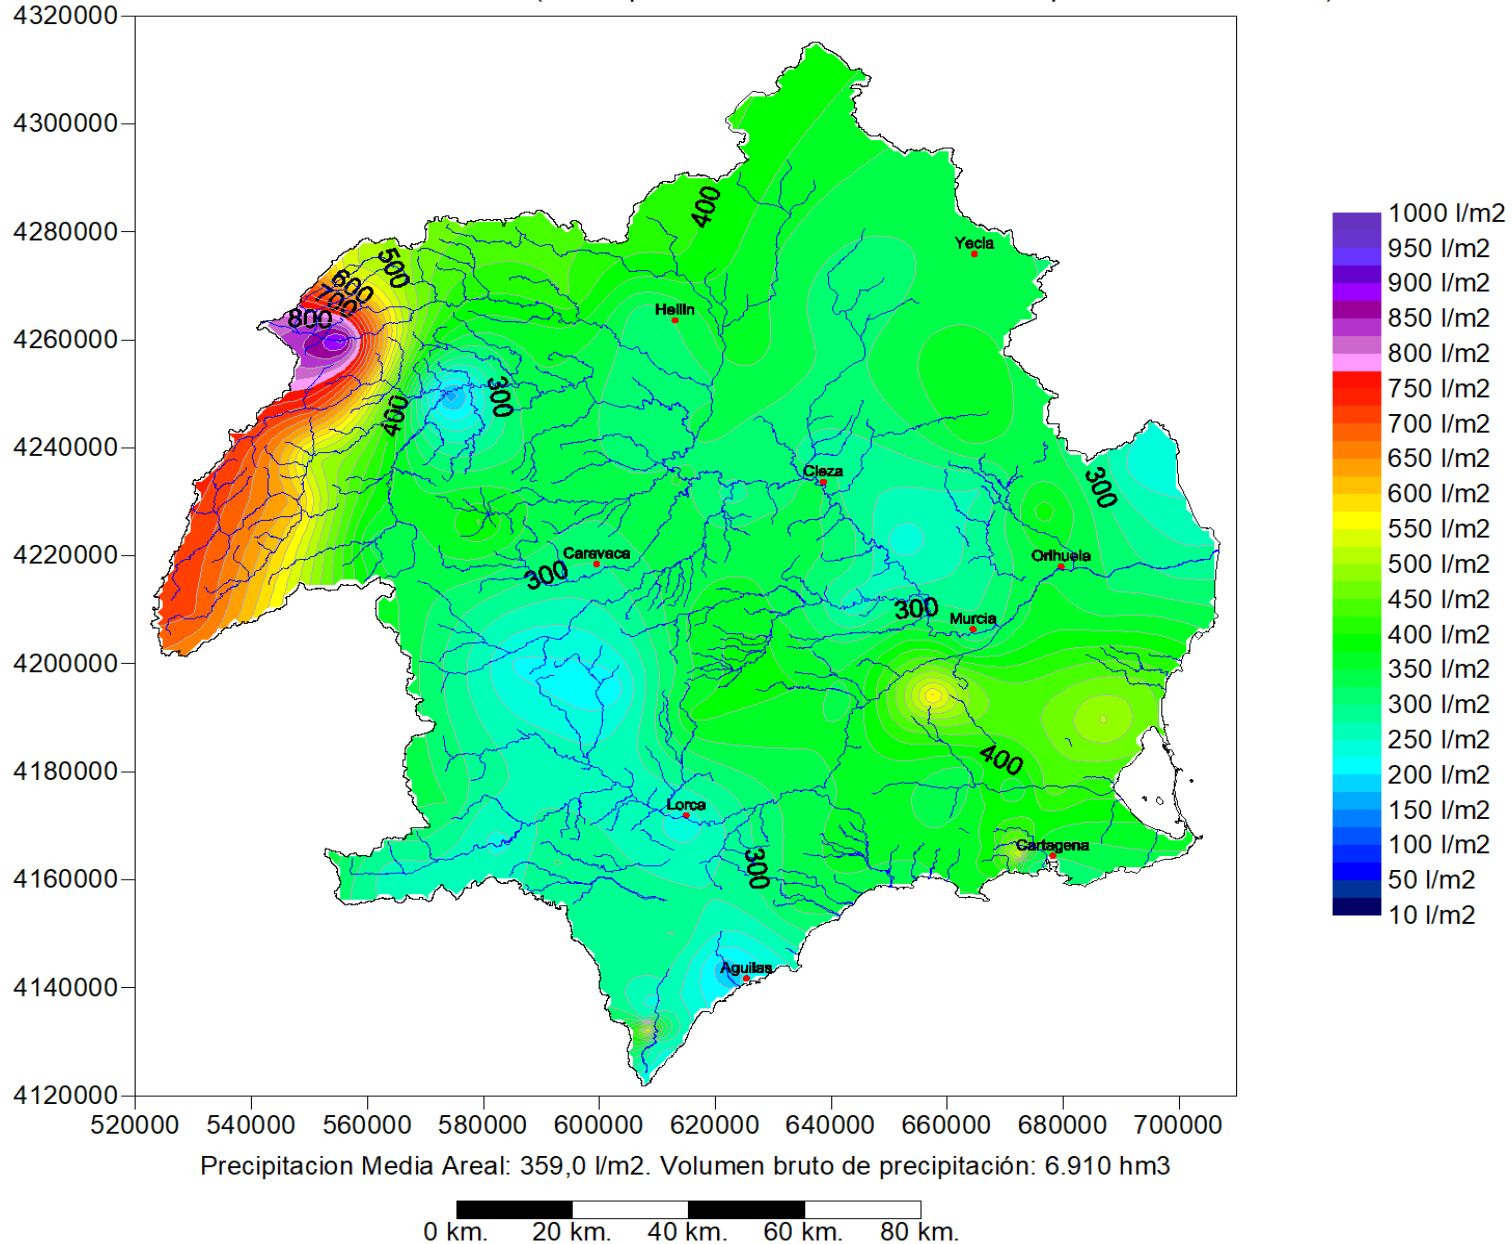 4320000
4300000
4280000
4260000
4240000
4220000
4200000
4180000
4160000
4140000
4120000
520000 540000 560000 580000 600000 620000 640000 660000 680000 700000
400
500
600
700
800
400
300
300
300
300
400
300
Yecla
Hellin
Cieza
Caravaca
Orihuela
Murcia
Lorca
Cartagena
Aguilas
1000 l/m2
950 l/m2
900 l/m2
850 l/m2
800 l/m2
750 l/m2
700 l/m2
650 l/m2
600 l/m2
550 l/m2
500 l/m2
450 l/m2
400 l/m2
350 l/m2
300 l/m2
250 l/m2
200 l/m2
150 l/m2
100 l/m2
50 l/m2
10 l/m2
Precipitacion Media Areal: 359,0 l/m2. Volumen bruto de precipitación: 6.910 hm3
0 km. 20 km. 40 km. 60 km. 80 km.